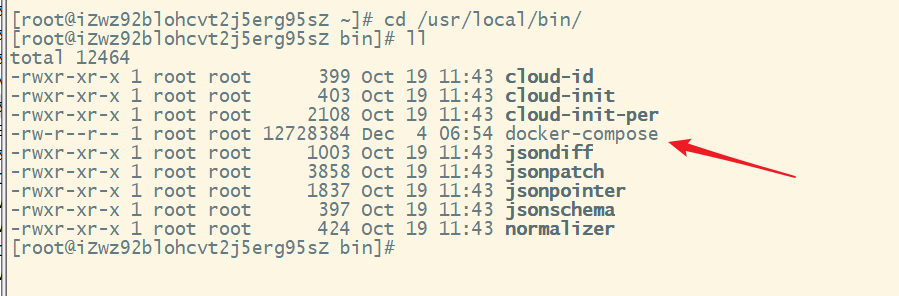 [root@iZwz92blohcvt2j5erg95sZ ~]# cd /usr/local/bin/
[root@iZwz92blohcvt2j5erg95sZ bin]# ll
total 12464
-rwxr-xr-x 1 root root      399 Oct 19 11:43 cloud-id
-rwxr-xr-x 1 root root      403 Oct 19 11:43 cloud-init
-rwxr-xr-x 1 root root     2108 Oct 19 11:43 cloud-init-per
-rw-r--r-- 1 root root 12728384 Dec  4 06:54 docker-compose
-rwxr-xr-x 1 root root     1003 Oct 19 11:43 jsondiff
-rwxr-xr-x 1 root root     3858 Oct 19 11:43 jsonpatch
-rwxr-xr-x 1 root root     1837 Oct 19 11:43 jsonpointer
-rwxr-xr-x 1 root root      397 Oct 19 11:43 jsonschema
-rwxr-xr-x 1 root root      424 Oct 19 11:43 normalizer
[root@iZwz92blohcvt2j5erg95sZ bin]#